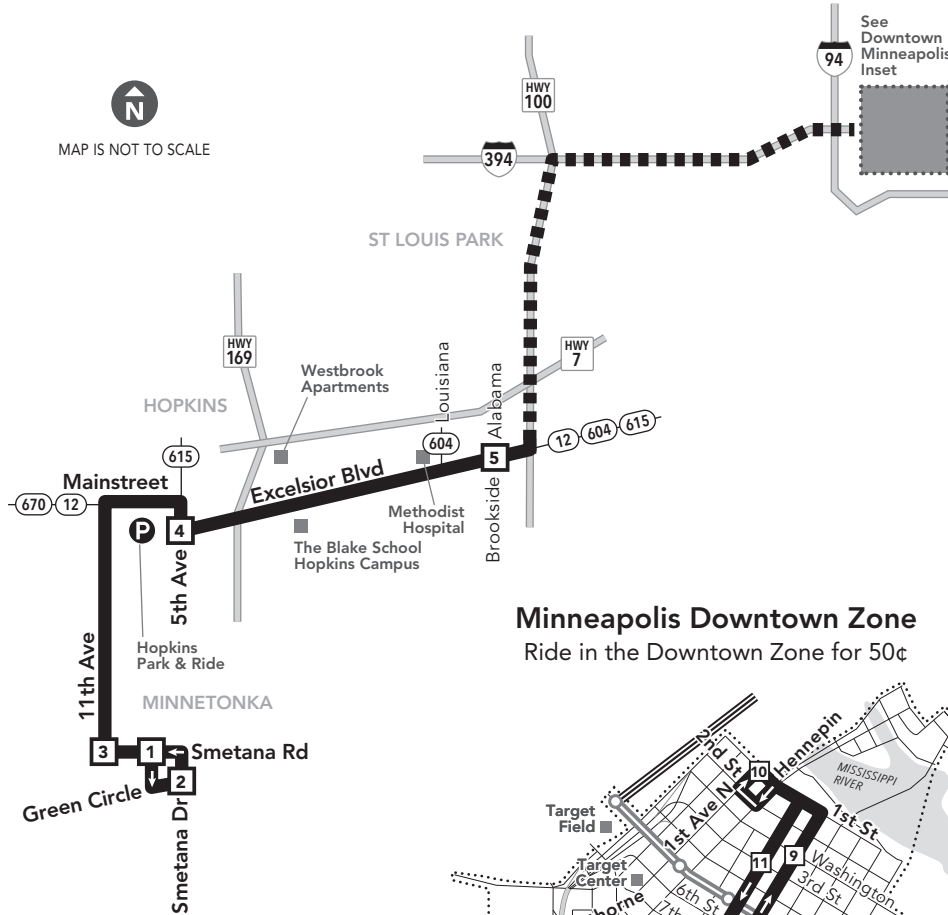 See
Downtown
Minneapolis
Inset
94
N
MAP IS NOT TO SCALE
HWY
100
394
ST LOUIS PARK
HWY
169
HWY
7
Westbrook
Apartments
Louisiana
Alabama
HOPKINS
604
12
604
615
615
5
Mainstreet
Excelsior Blvd
670
12
P
4
Methodist
Hospital
Brookside
The Blake School
Hopkins Campus
5th Ave
Hopkins
Park & Ride
11th Ave
MINNETONKA
3
1
Smetana Rd
2
Green Circle
Smetana Dr
Minneapolis Downtown Zone
Ride in the Downtown Zone for 50¢
2nd St
10
Hennepin
MISSISSIPPI
RIVER
1st Ave N
1st St
Target
Field
11
9
Washington
Target
Center
3rd St
6th St
7th